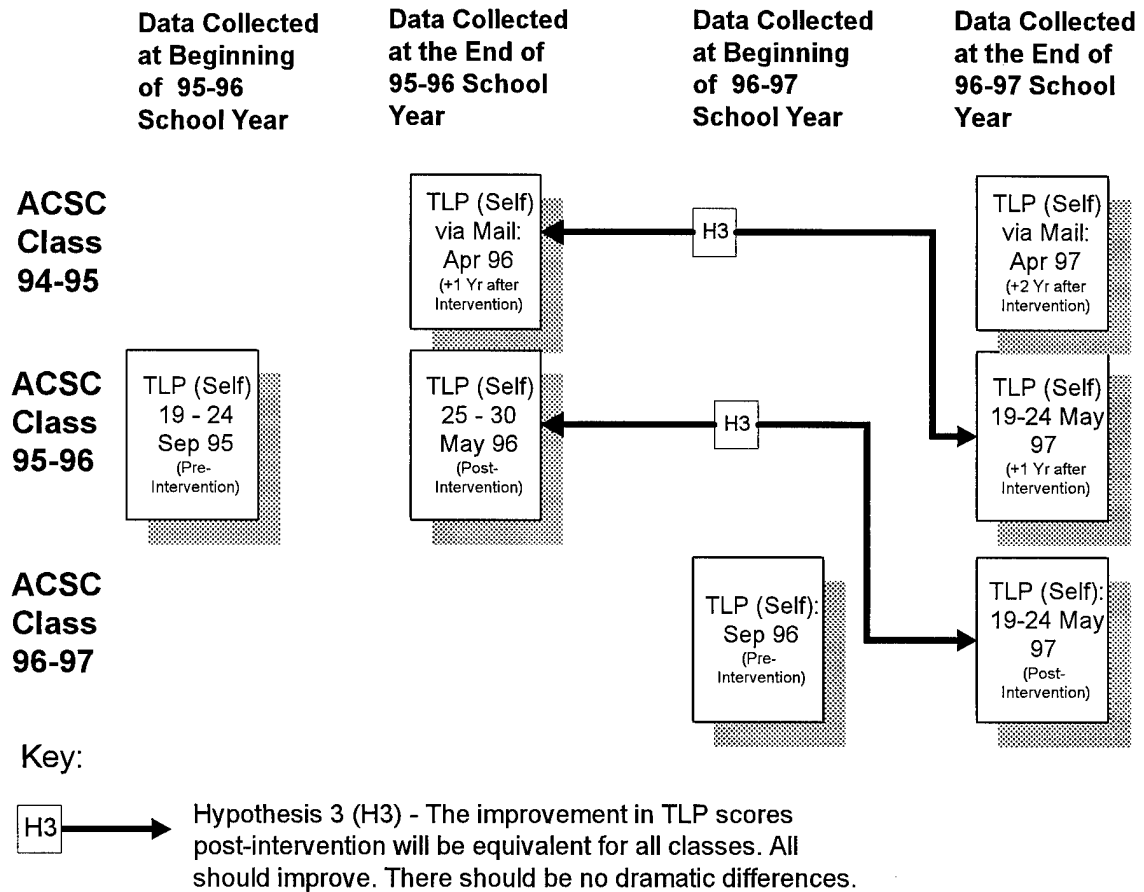 Data Collected
at Beginning
of 95-96
School Year
Data Collected
at the End of
95-96 School
Year
Data Collected
at Beginning
of 96-97
School Year
Data Collected
at the End of
96-97 School
Year
ACSC
Class
94-95
TLP (Self)
via Mail:
Apr 96
(+1 Yr after
Intervention)
H3
TLP (Self)
via Mail:
Apr 97
(+2 Yr after
Intervention)
ACSC
Class
95-96
TLP (Self)
19 - 24
Sep 95
(Pre-
Intervention)
TLP (Self)
25 - 30
May 96
(Post-
Intervention)
H3
TLP (Self)
19-24 May
97
(+1 Yr after
Intervention)
ACSC
Class
96-97
TLP (Self):
Sep 96
(Pre-
Intervention)
TLP (Self):
19-24 May
97
(Post-
Intervention)
Key:
H3
Hypothesis 3 (H3) - The improvement in TLP scores
post-intervention will be equivalent for all classes. All
should improve. There should be no dramatic differences.